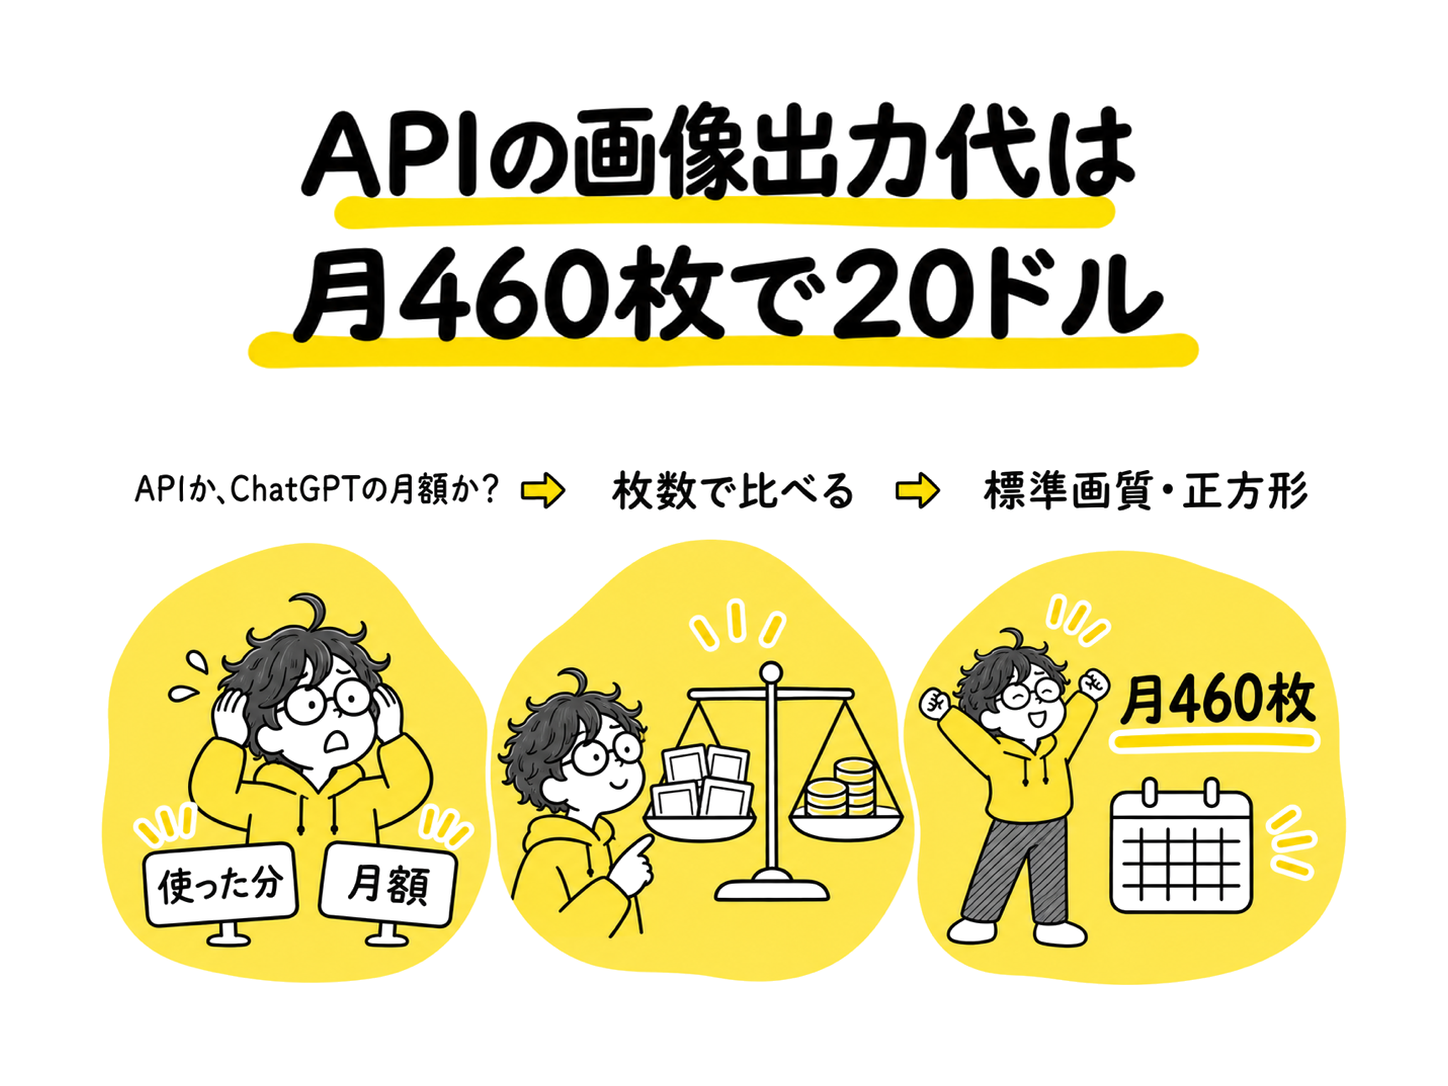 APIの画像出力代は
月460枚で20ドル
APIか、ChatGPTの月額か?
枚数で比べる
標準画質・正方形
使った分
月額
月460枚